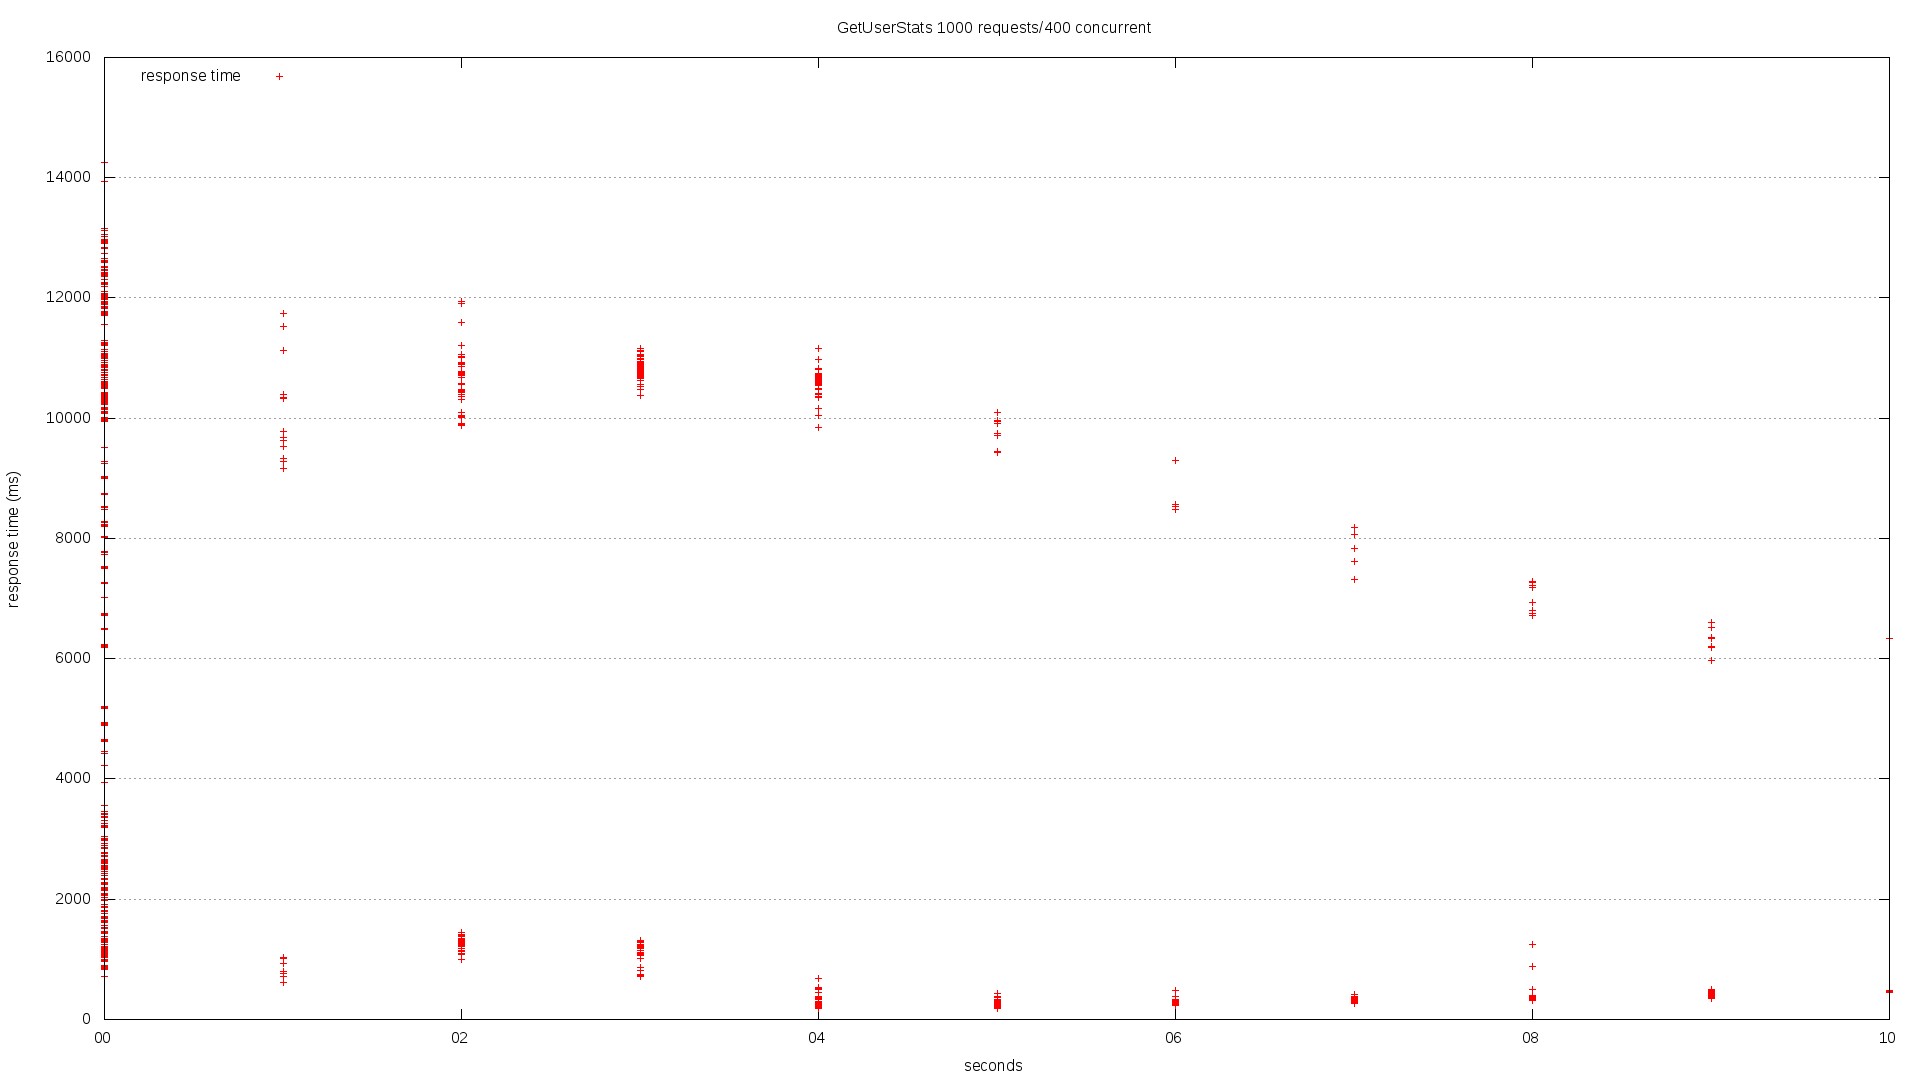 GetUserStats 1000 requests/400 concurrent
response time
16000
14000
12000
10000
8000
6000
4000
2000
0
response time (ms)
00 02 04 06 08 10
seconds